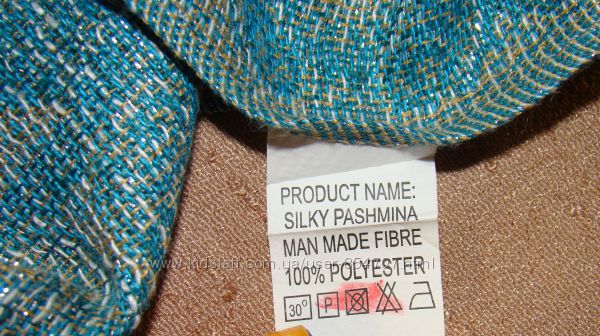 PRODUCT NAME:
SILKY PASHMINA
MAN MADE FIBRE
100% POLYESTER
30° P